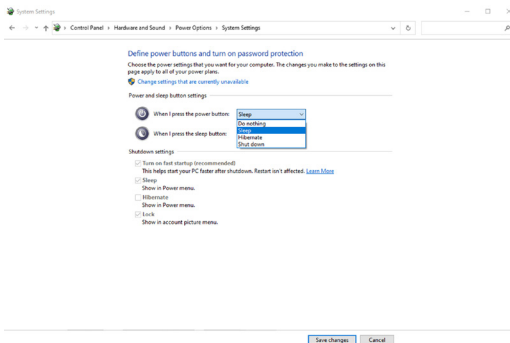 System Settings
Control Panel > Hardware and Sound > Power Options > System Settings
Define power buttons and turn on password protection
Choose the power settings that you want for your computer. The changes you make to the settings on this
page apply to all of your power plans.
Change settings that are currently unavailable
Power and sleep button settings
When I press the power button: Sleep
Do nothing
Sleep
Hibernate
Shut down
When I press the sleep button:
Shutdown settings
Turn on fast startup (recommended)
This helps start your PC faster after shutdown. Restart isn't affected. Learn More
Sleep
Show in Power menu.
Hibernate
Show in Power menu.
Lock
Show in account picture menu.
Save changes Cancel